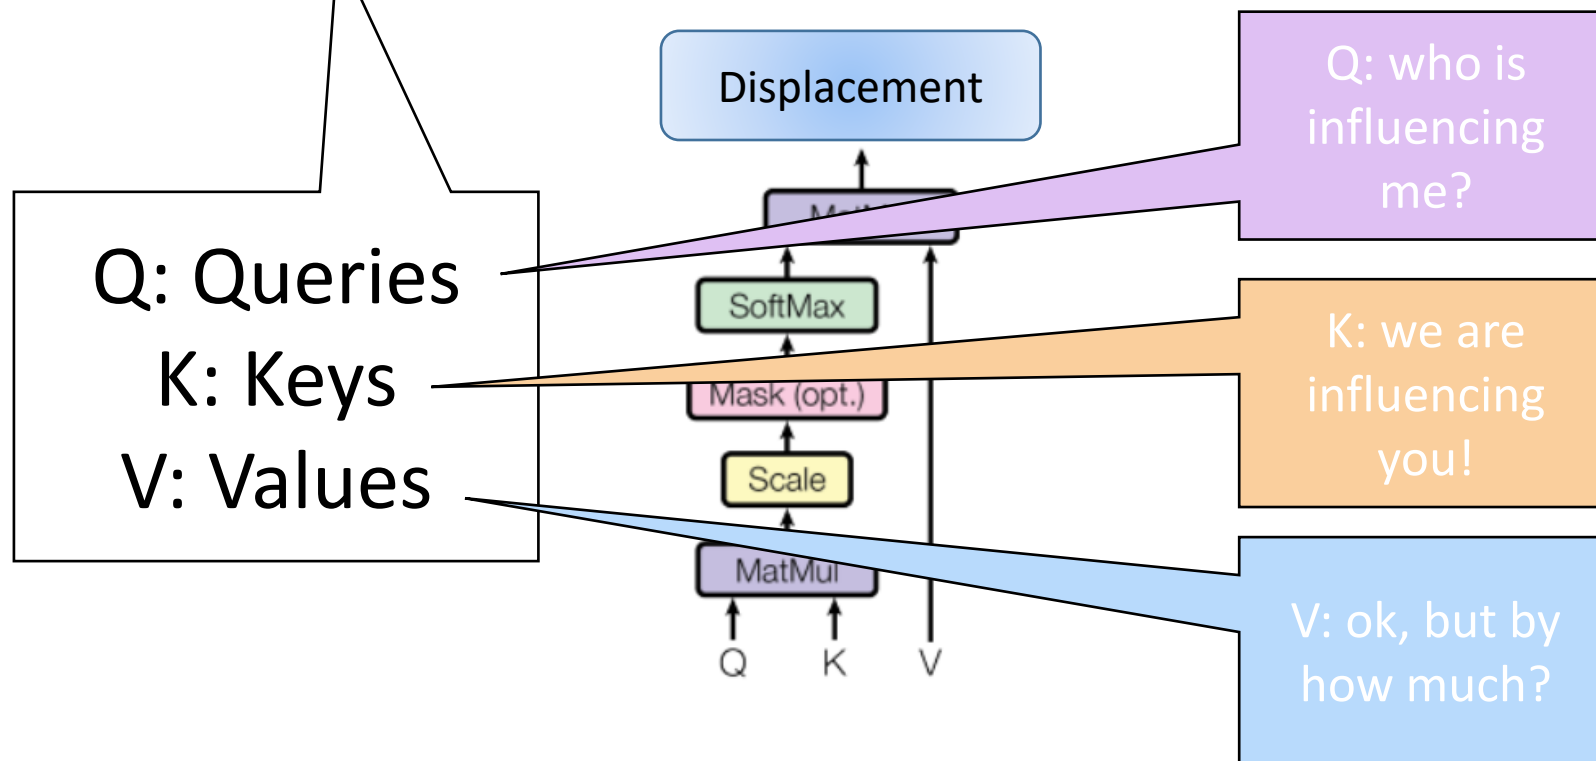 Displacement
Q: who is
influencing
me?
Q: Queries
K: Keys
V: Values
SoftMax
Mask (opt.)
Scale
MatMul
Q
K
V
K: we are
influencing
you!
V: ok, but by
how much?